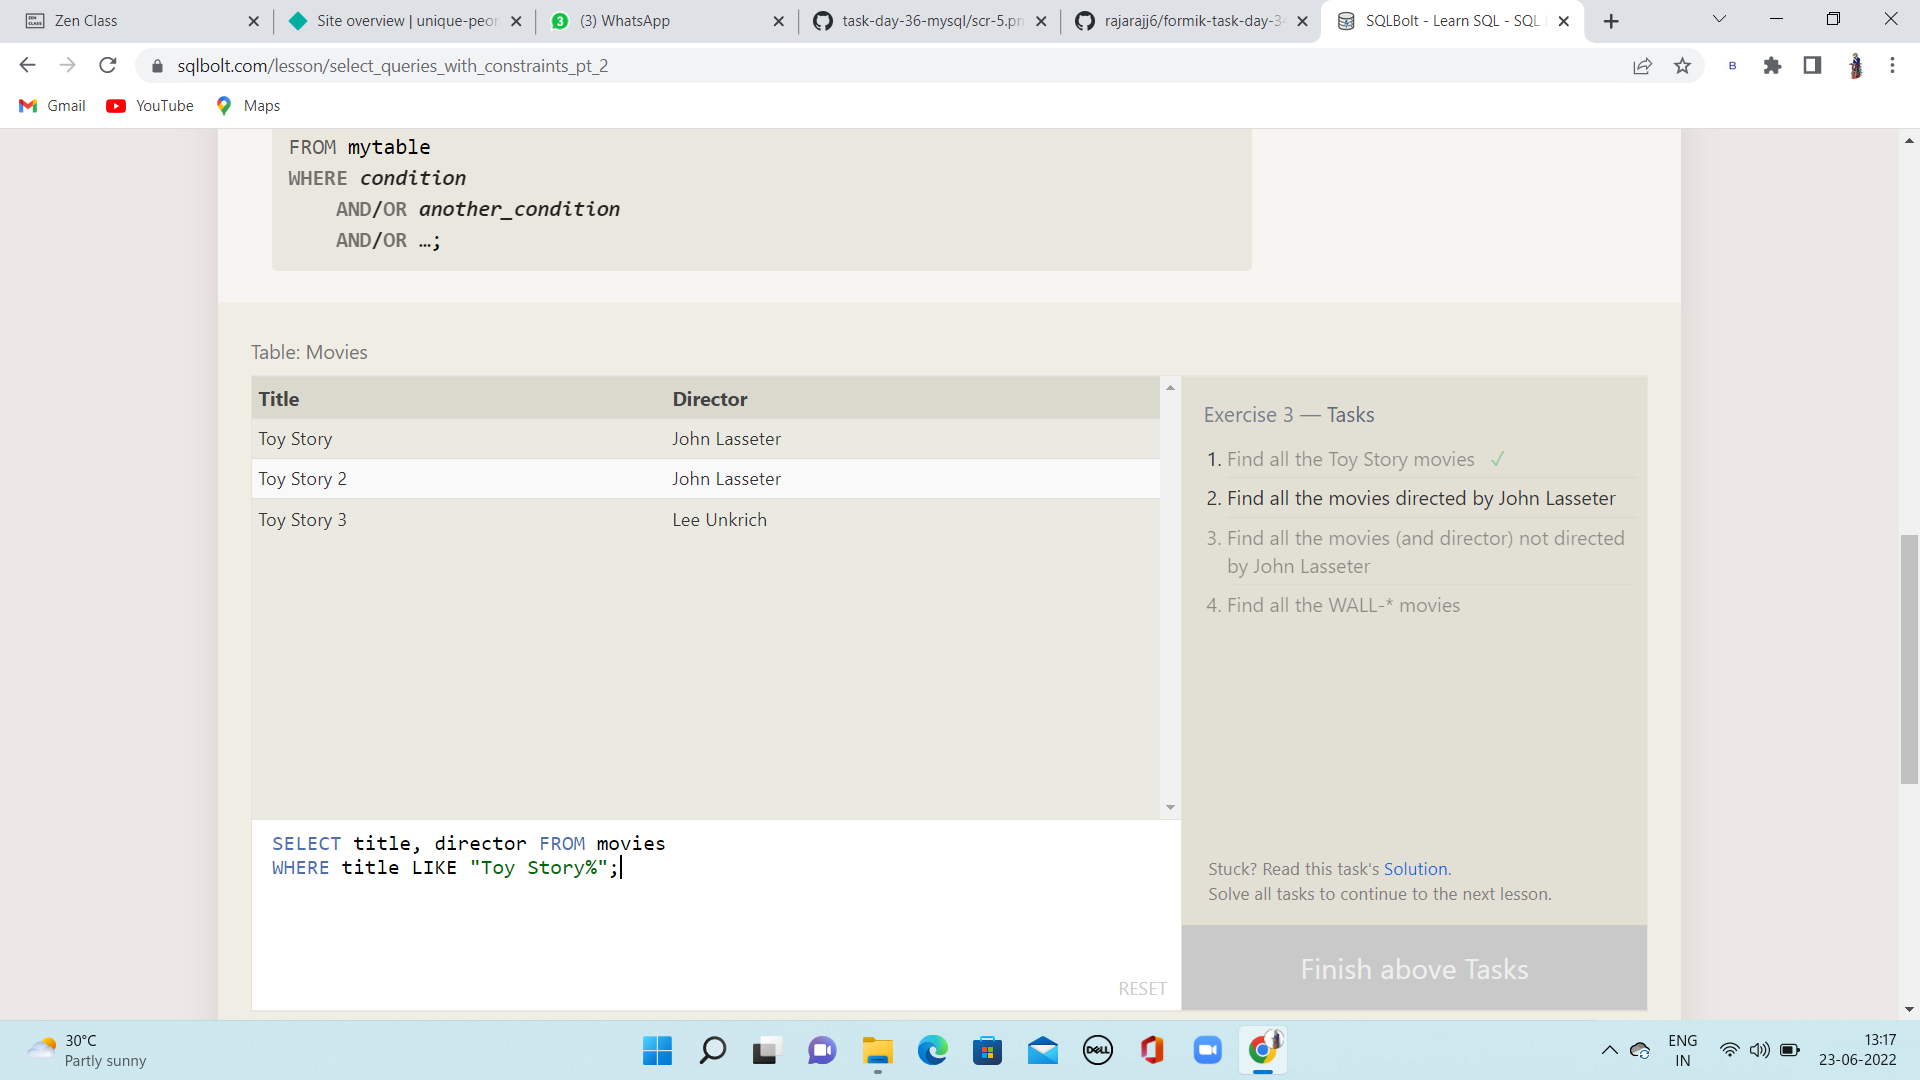 Zen Class
Site overview | unique-peor
3 (3) WhatsApp
task-day-36-mysql/scr-5.pn
rajarajj6/formik-task-day-34
SQLBolt - Learn SQL - SQL
sqlbolt.com/lesson/select_queries_with_constraints_pt_2
B
Gmail
YouTube
Maps
FROM mytable
WHERE condition
AND/OR another_condition
AND/OR …;
Table: Movies
Title Director
Toy Story John Lasseter
Toy Story 2 John Lasseter
Toy Story 3 Lee Unkrich
Exercise 3 — Tasks
1. Find all the Toy Story movies ✓
2. Find all the movies directed by John Lasseter
3. Find all the movies (and director) not directed
by John Lasseter
4. Find all the WALL-* movies
SELECT title, director FROM movies
WHERE title LIKE "Toy Story%";
RESET
Stuck? Read this task's Solution.
Solve all tasks to continue to the next lesson.
Finish above Tasks
30°C
Partly sunny
DELL
ENG
IN
13:17
23-06-2022